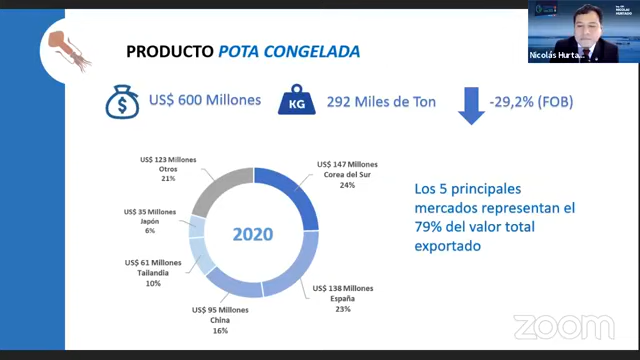 NICOLAS
HURTADO
Nicolás Hurta...
PRODUCTO POTA CONGELADA
$
US$ 600 Millones
KG
292 Miles de Ton
-29,2% (FOB)
US$ 123 Millones
Otros
21%
US$ 147 Millones
Corea del Sur
24%
US$ 35 Millones
Japón
6%
2020
US$ 61 Millones
Tailandia
10%
US$ 138 Millones
España
23%
US$ 95 Millones
China
16%
Los 5 principales
mercados representan el
79% del valor total
exportado
zoom